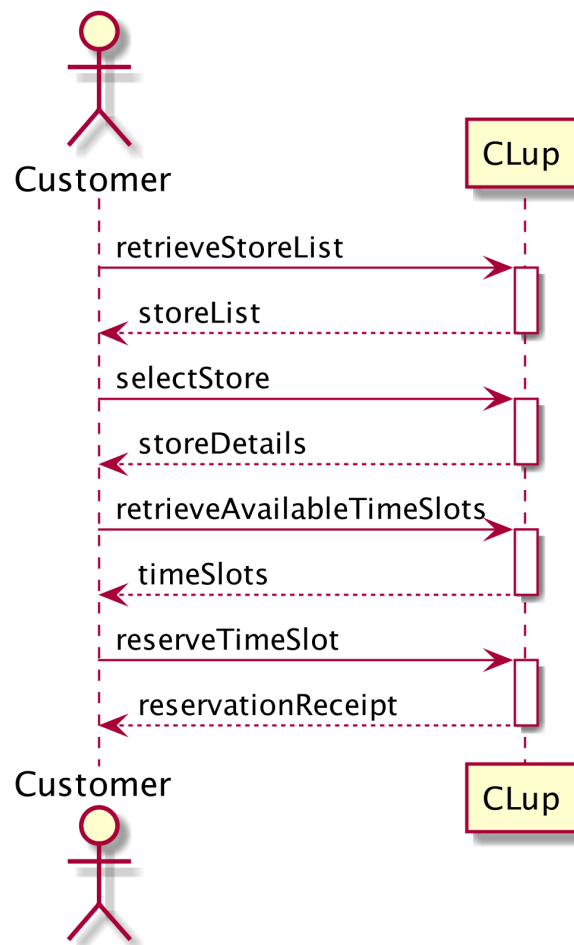 Customer
CLup
retrieveStoreList
storeList
selectStore
storeDetails
retrieveAvailableTimeSlots
timeSlots
reserveTimeSlot
reservationReceipt
Customer
CLup